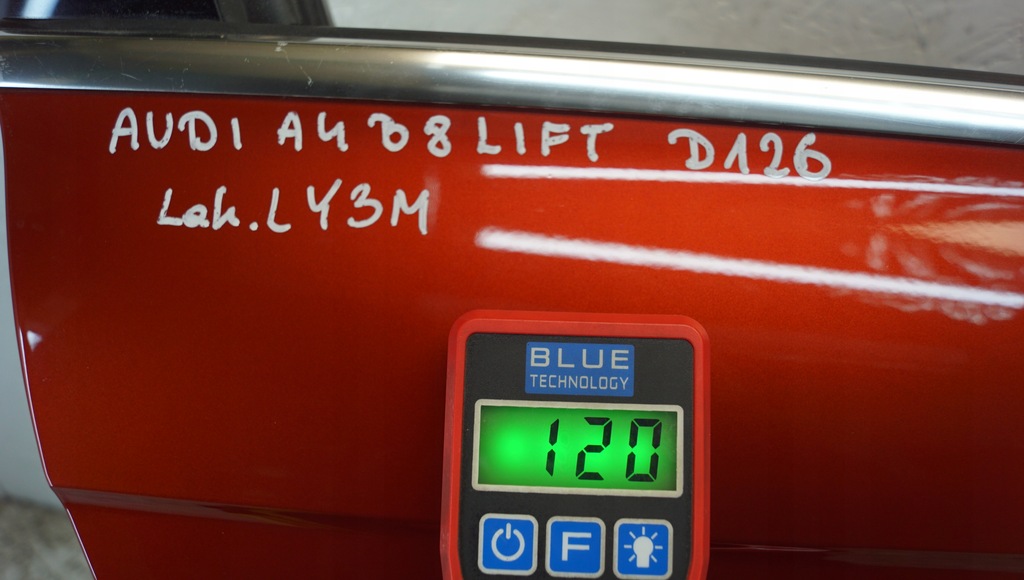 AUDI A4 B8 LIFT D126
Lak. LY3M
BLUE
TECHNOLOGY
120
F